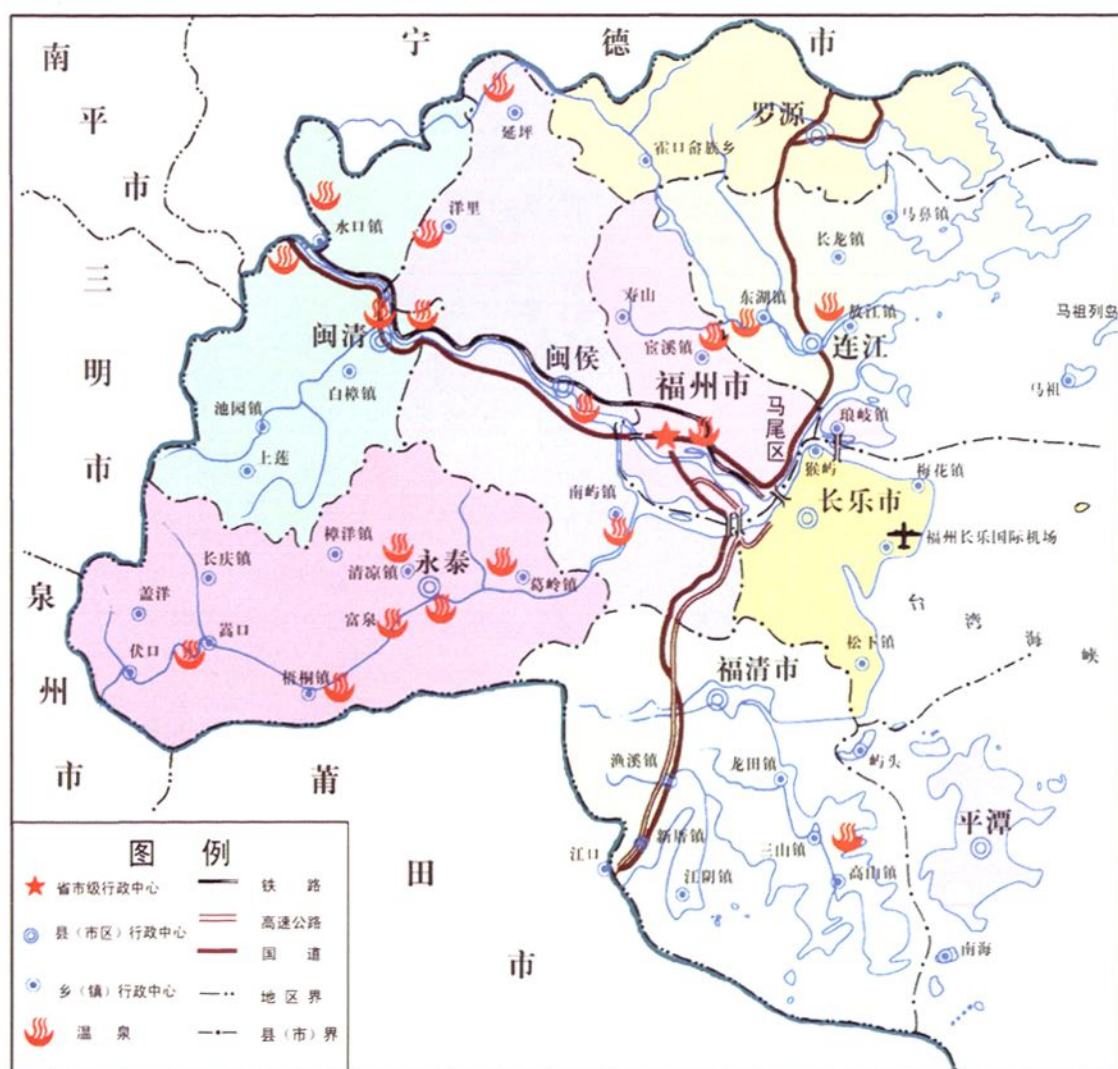 宁德市
南平市
罗源
延坪
霍口畲族乡
洋里
马鼻镇
水口镇
三明市
长龙镇
寿山
东湖镇
敖江镇
马祖列岛
闽清
宦溪镇
连江
闽侯
福州市
马祖
白樟镇
马尾区
池园镇
琅岐镇
上莲
猴屿
梅花镇
南屿镇
长乐市
樟洋镇
福州长乐国际机场
长庆镇
清凉镇
永泰
葛岭镇
泉州市
盖洋
富泉
台湾海峡
嵩口
伏口
松下镇
梧桐镇
福清市
莆田市
渔溪镇
龙田镇
屿头
新厝镇
三山镇
平潭
江口
江阴镇
高山镇
南海
图例
省市级行政中心
铁路
县(市区)行政中心
高速公路
国道
乡(镇)行政中心
地区界
温泉
县(市)界